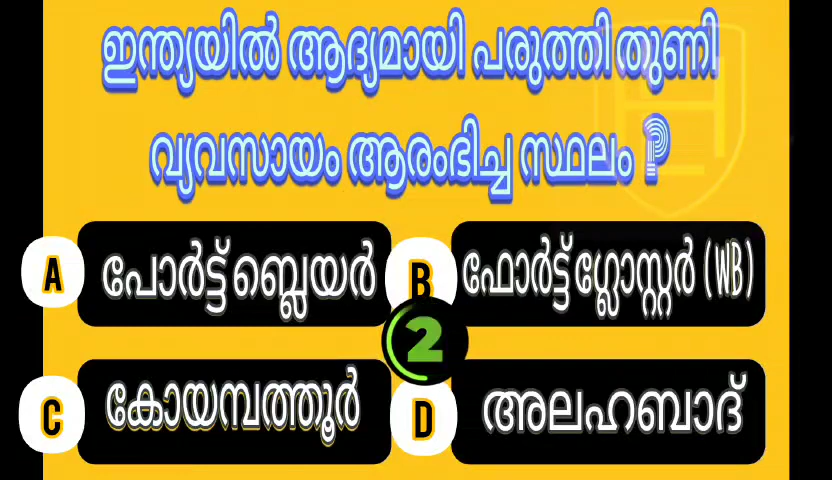 ഇന്ത്യയിൽ ആദ്യമായി പരുത്തി തുണി
വ്യവസായം ആരംഭിച്ച സ്ഥലം ?
A പോർട്ട് ബ്ലെയർ
B ഫോർട്ട് ഗ്ലോസ്റ്റർ (WB)
2
C കോയമ്പത്തൂർ
D അലഹബാദ്